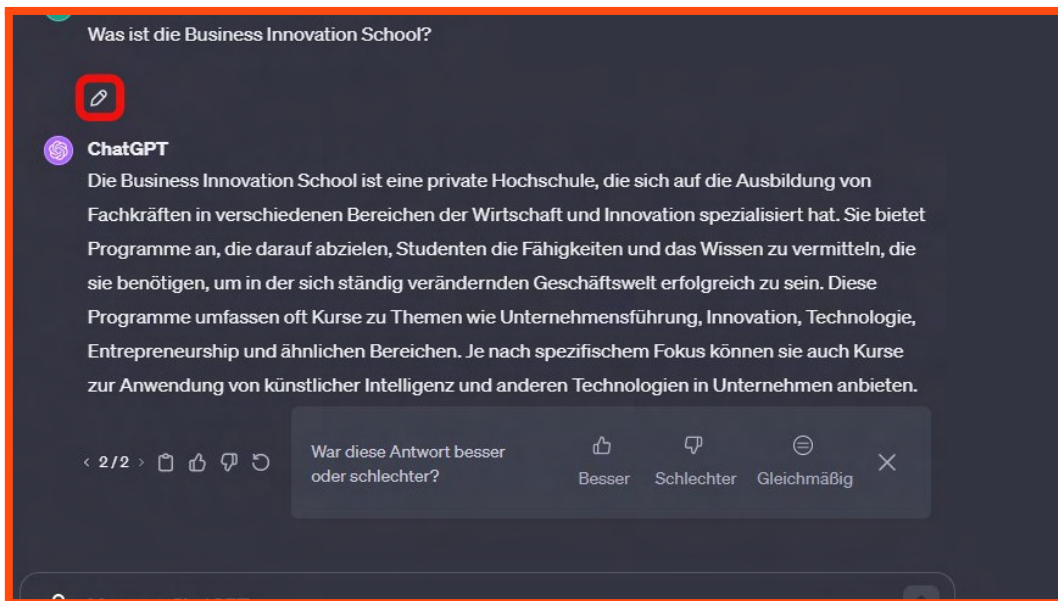 Was ist die Business Innovation School?
ChatGPT
Die Business Innovation School ist eine private Hochschule, die sich auf die Ausbildung von
Fachkräften in verschiedenen Bereichen der Wirtschaft und Innovation spezialisiert hat. Sie bietet
Programme an, die darauf abzielen, Studenten die Fähigkeiten und das Wissen zu vermitteln, die
sie benötigen, um in der sich ständig verändernden Geschäftswelt erfolgreich zu sein. Diese
Programme umfassen oft Kurse zu Themen wie Unternehmensführung, Innovation, Technologie,
Entrepreneurship und ähnlichen Bereichen. Je nach spezifischem Fokus können sie auch Kurse
zur Anwendung von künstlicher Intelligenz und anderen Technologien in Unternehmen anbieten.
< 2/2 >
War diese Antwort besser
oder schlechter?
Besser Schlechter Gleichmäßig